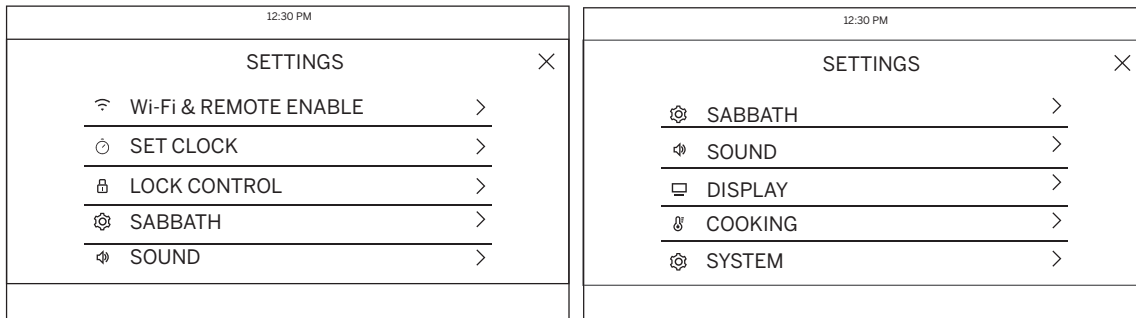 12:30 PM
SETTINGS
Wi-Fi & REMOTE ENABLE
SET CLOCK
LOCK CONTROL
SABBATH
SOUND
12:30 PM
SETTINGS
SABBATH
SOUND
DISPLAY
COOKING
SYSTEM